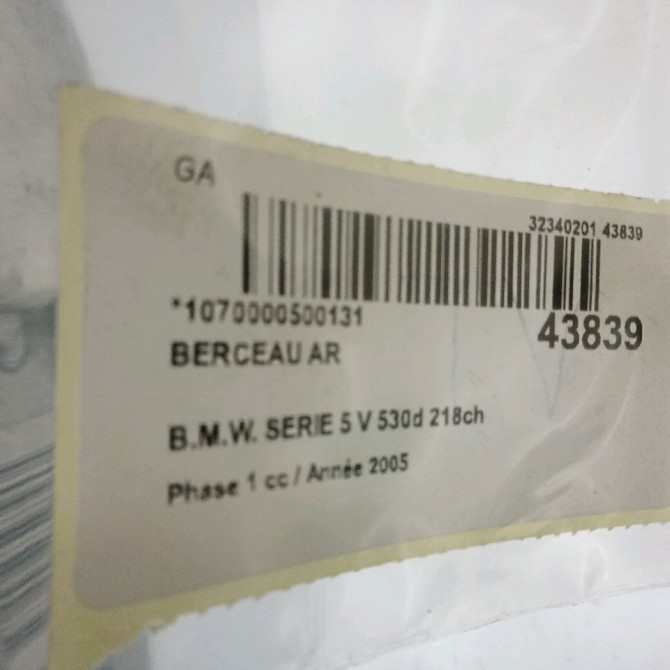 GA
32340201 43839
*1070000500131
43839
BERCEAU AR
B.M.W. SERIE 5 V 530d 218ch
Phase 1 cc / Année 2005